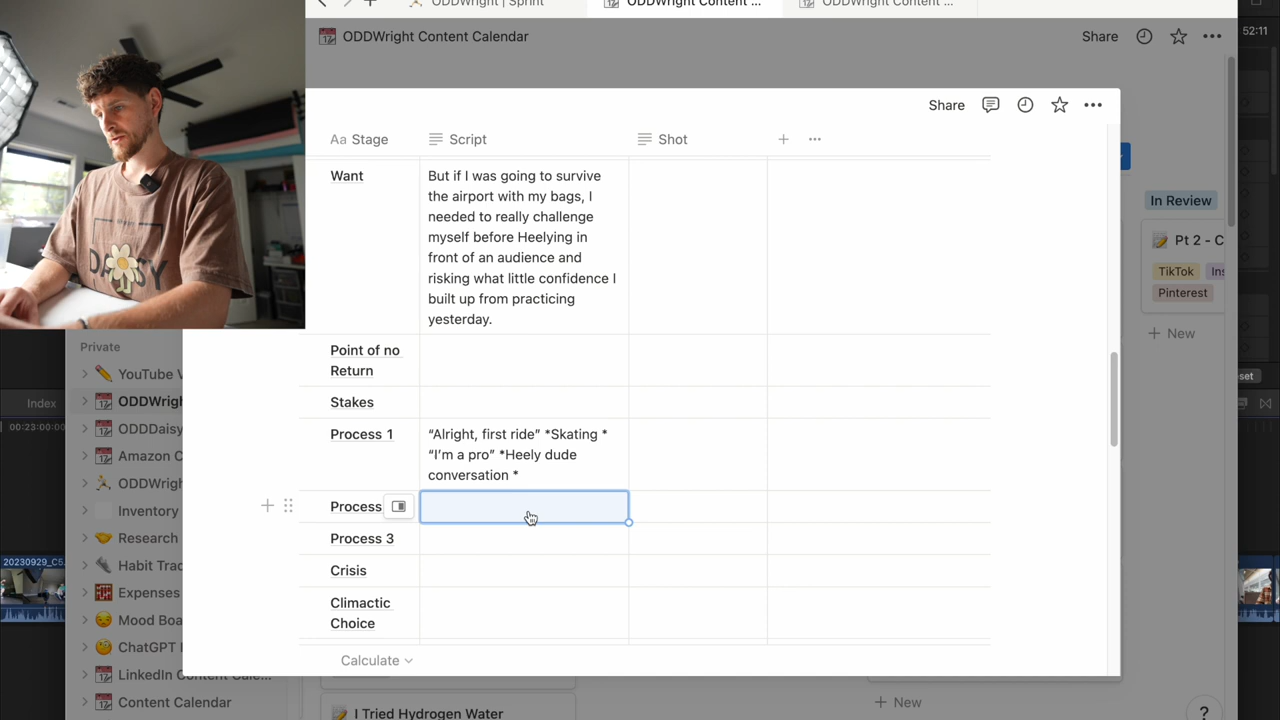 ODDWright | Sprint
ODDWright Content ...
ODDWright Content ...
ODDWright Content Calendar
Share
52:11
Share
Aa Stage
Script
Shot
Want
But if I was going to survive
the airport with my bags, I
needed to really challenge
myself before Heelying in
front of an audience and
risking what little confidence I
built up from practicing
yesterday.
In Review
Pt 2 - C
TikTok
Pinterest
+ New
DAISY
Private
YouTube V
ODDWrigh
ODDDaisy
Amazon C
ODDWrigh
Inventory
Research
Habit Trac
Expenses
Mood Boa
ChatGPT
LinkedIn Content Cale...
Content Calendar
Index
00:23:00:00
20230929_C5
Point of no
Return
Stakes
Process 1
“Alright, first ride” *Skating *
“I’m a pro” *Heely dude
conversation *
Process
Process 3
Crisis
Climactic
Choice
Calculate
set
I Tried Hydrogen Water
+ New
?